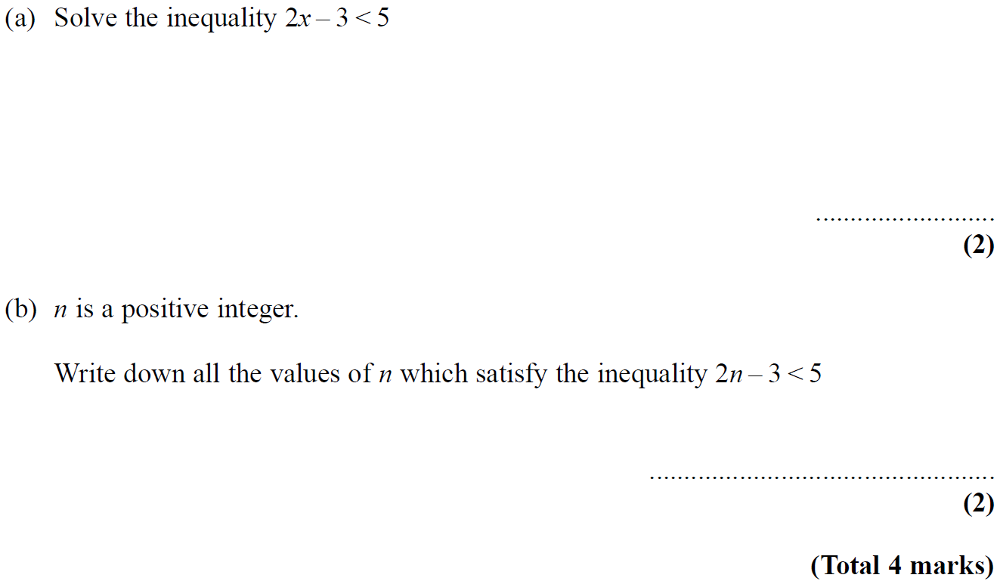 (a) Solve the inequality 2x – 3 < 5
..........................
(2)
(b) n is a positive integer.
Write down all the values of n which satisfy the inequality 2n – 3 < 5
..................................................
(2)
(Total 4 marks)